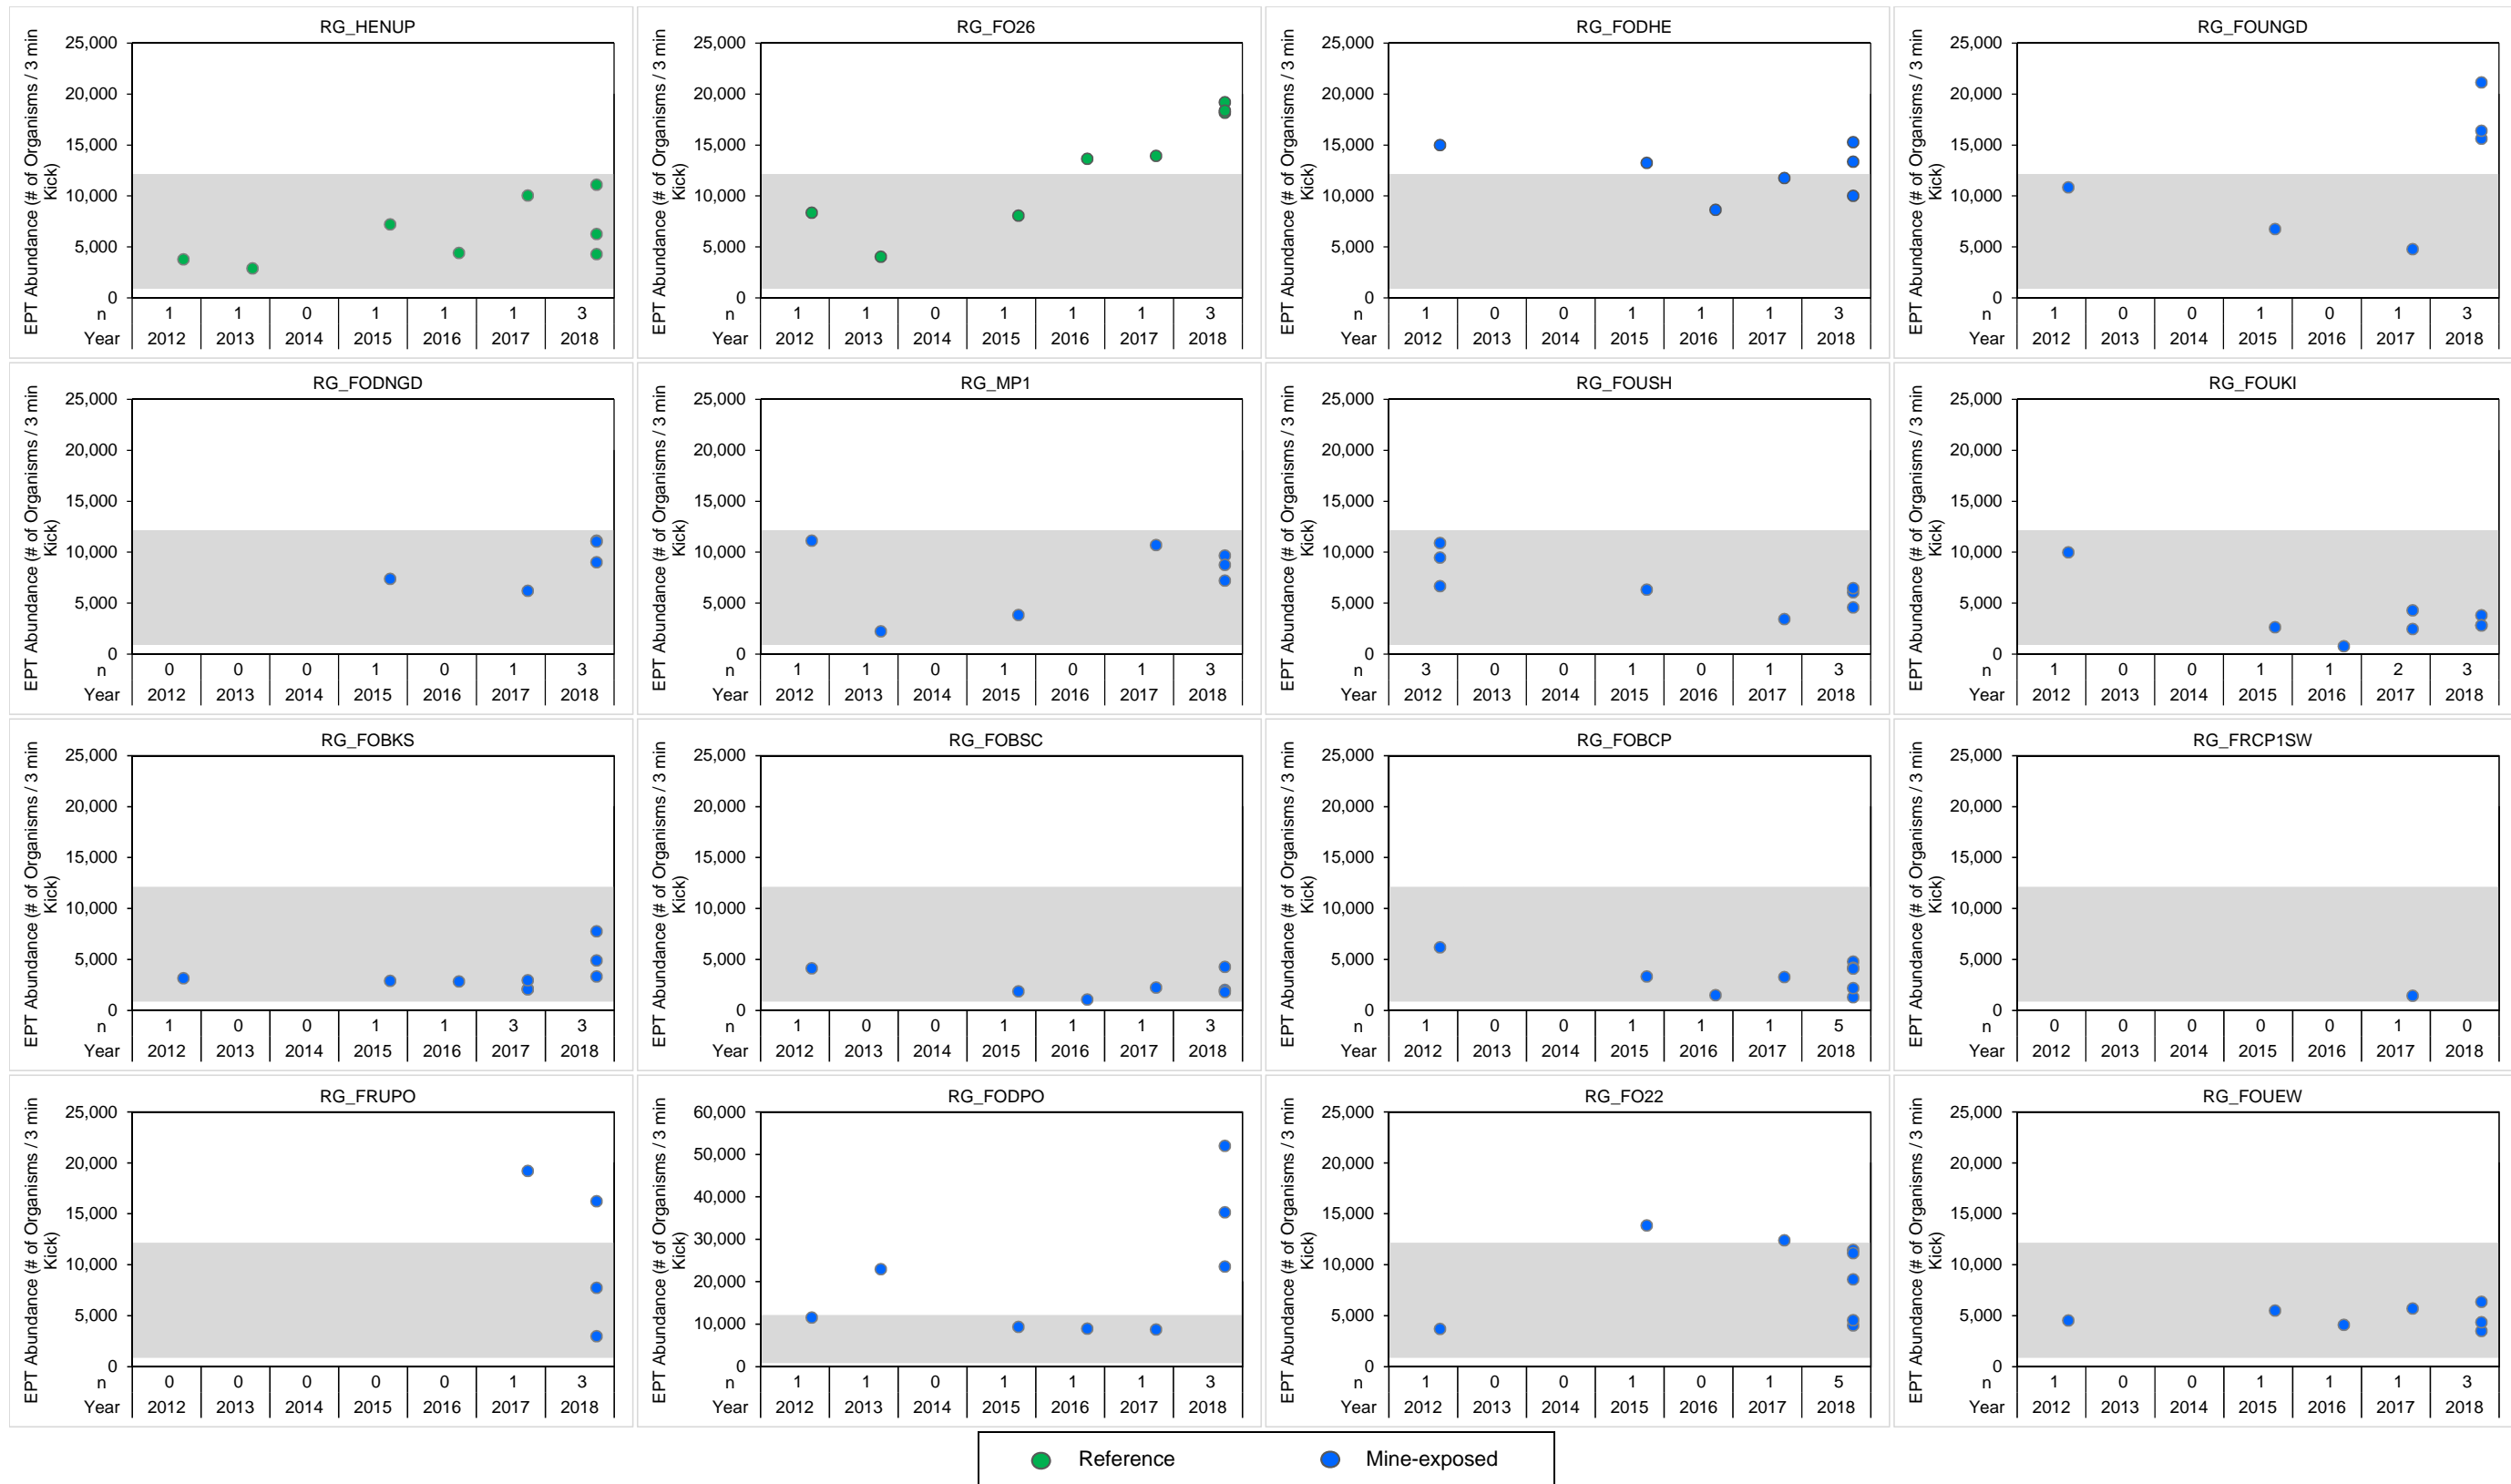 RG_HENUP
EPT Abundance (# of Organisms / 3 min
Kick)
25,000
20,000
15,000
10,000
5,000
0
n 1 1 0 1 1 1 3
Year 2012 2013 2014 2015 2016 2017 2018
RG_FO26
EPT Abundance (# of Organisms / 3 min
Kick)
25,000
20,000
15,000
10,000
5,000
0
n 1 1 0 1 1 1 3
Year 2012 2013 2014 2015 2016 2017 2018
RG_FODHE
EPT Abundance (# of Organisms / 3 min
Kick)
25,000
20,000
15,000
10,000
5,000
0
n 1 0 0 1 1 1 3
Year 2012 2013 2014 2015 2016 2017 2018
RG_FOUNGD
EPT Abundance (# of Organisms / 3 min
Kick)
25,000
20,000
15,000
10,000
5,000
0
n 1 0 0 1 0 1 3
Year 2012 2013 2014 2015 2016 2017 2018
RG_FODNGD
EPT Abundance (# of Organisms / 3 min
Kick)
25,000
20,000
15,000
10,000
5,000
0
n 0 0 0 1 0 1 3
Year 2012 2013 2014 2015 2016 2017 2018
RG_MP1
EPT Abundance (# of Organisms / 3 min
Kick)
25,000
20,000
15,000
10,000
5,000
0
n 1 1 0 1 0 1 3
Year 2012 2013 2014 2015 2016 2017 2018
RG_FOUSH
EPT Abundance (# of Organisms / 3 min
Kick)
25,000
20,000
15,000
10,000
5,000
0
n 3 0 0 1 0 1 3
Year 2012 2013 2014 2015 2016 2017 2018
RG_FOUKI
EPT Abundance (# of Organisms / 3 min
Kick)
25,000
20,000
15,000
10,000
5,000
0
n 1 0 0 1 1 2 3
Year 2012 2013 2014 2015 2016 2017 2018
RG_FOBKS
EPT Abundance (# of Organisms / 3 min
Kick)
25,000
20,000
15,000
10,000
5,000
0
n 1 0 0 1 1 3 3
Year 2012 2013 2014 2015 2016 2017 2018
RG_FOBSC
EPT Abundance (# of Organisms / 3 min
Kick)
25,000
20,000
15,000
10,000
5,000
0
n 1 0 0 1 1 1 3
Year 2012 2013 2014 2015 2016 2017 2018
RG_FOBCP
EPT Abundance (# of Organisms / 3 min
Kick)
25,000
20,000
15,000
10,000
5,000
0
n 1 0 0 1 1 1 5
Year 2012 2013 2014 2015 2016 2017 2018
RG_FRCP1SW
EPT Abundance (# of Organisms / 3 min
Kick)
25,000
20,000
15,000
10,000
5,000
0
n 0 0 0 0 0 1 0
Year 2012 2013 2014 2015 2016 2017 2018
RG_FRUPO
EPT Abundance (# of Organisms / 3 min
Kick)
25,000
20,000
15,000
10,000
5,000
0
n 0 0 0 0 0 1 3
Year 2012 2013 2014 2015 2016 2017 2018
RG_FODPO
EPT Abundance (# of Organisms / 3 min
Kick)
60,000
50,000
40,000
30,000
20,000
10,000
0
n 1 1 0 1 1 1 3
Year 2012 2013 2014 2015 2016 2017 2018
RG_FO22
EPT Abundance (# of Organisms / 3 min
Kick)
25,000
20,000
15,000
10,000
5,000
0
n 1 0 0 1 0 1 5
Year 2012 2013 2014 2015 2016 2017 2018
RG_FOUEW
EPT Abundance (# of Organisms / 3 min
Kick)
25,000
20,000
15,000
10,000
5,000
0
n 1 0 0 1 1 1 3
Year 2012 2013 2014 2015 2016 2017 2018
Reference Mine-exposed